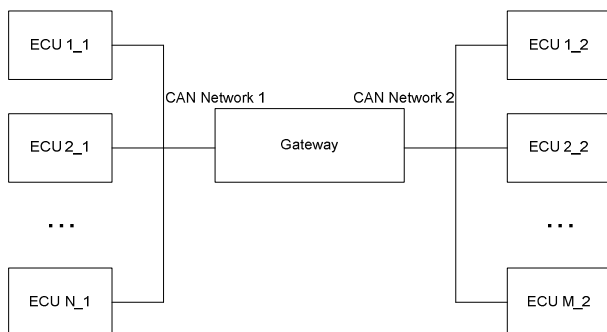 ECU 1_1
ECU 1_2
CAN Network 1
CAN Network 2
ECU 2_1
Gateway
ECU 2_2
...
...
ECU N_1
ECU M_2